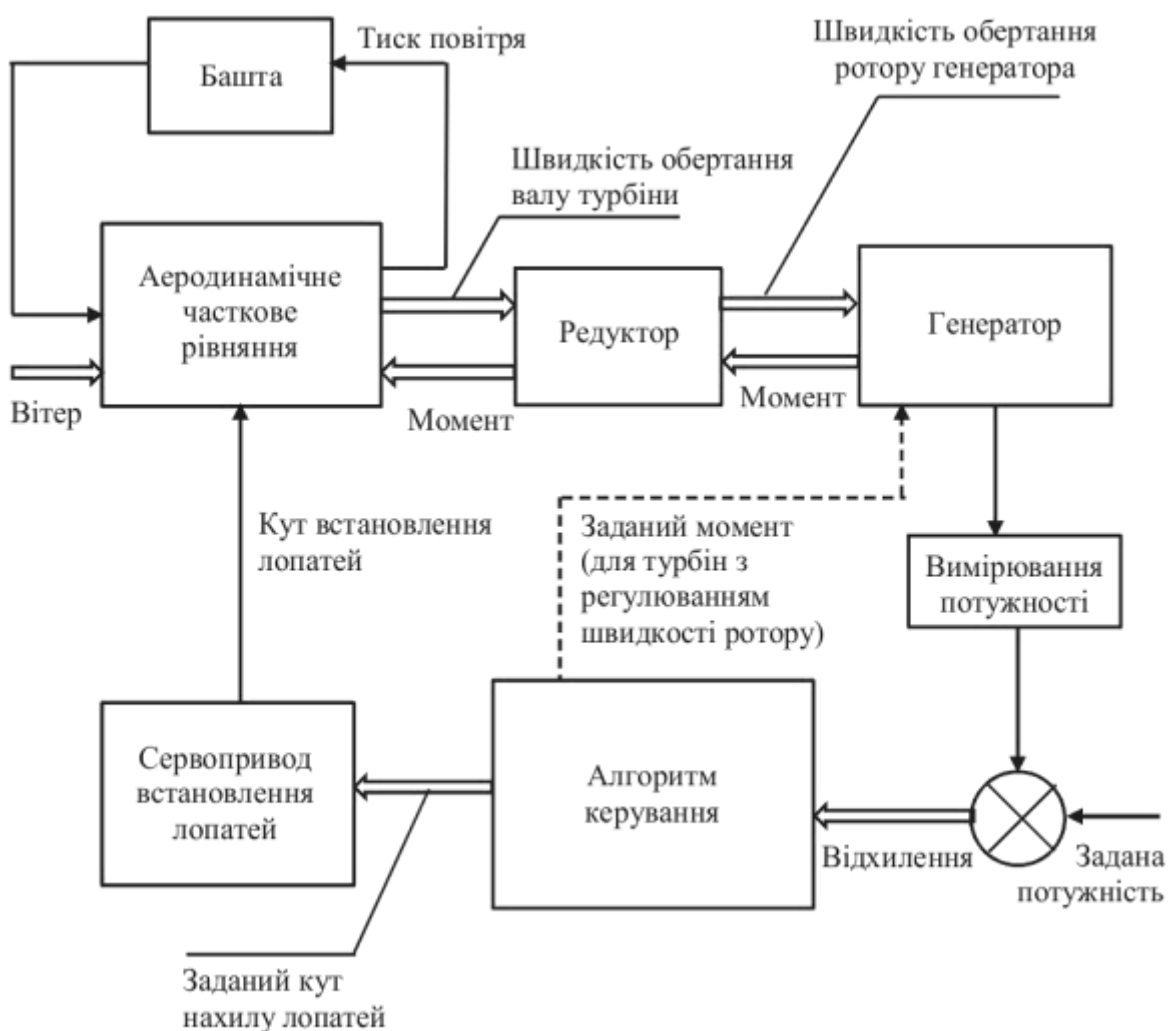 Тиск повітря
Башта
Швидкість обертання
ротору генератора
Швидкість обертання
валу турбіни
Аеродинамічне
часткове
рівняння
Редуктор
Генератор
Вітер
Момент
Момент
Кут встановлення
лопатей
Заданий момент
(для турбін з
регулюванням
швидкості ротору)
Вимірювання
потужності
Сервопривод
встановлення
лопатей
Алгоритм
керування
Відхилення
Задана
потужність
Заданий кут
нахилу лопатей